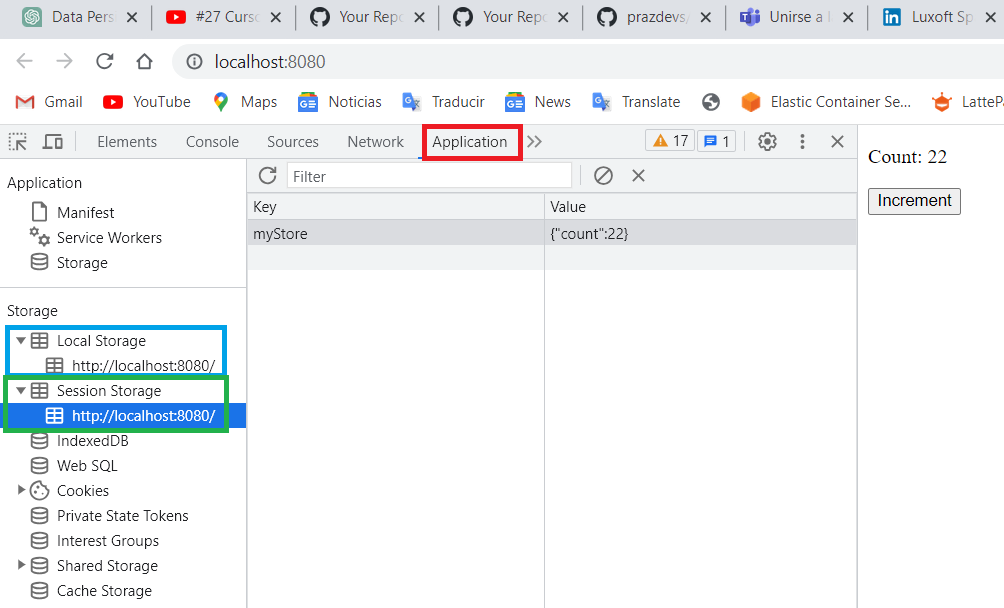 Data Pers
#27 Curso
Your Repo
Your Repo
prazdevs/
Unirse a l
Luxoft Sp
localhost:8080
Gmail YouTube Maps Noticias Traducir News Translate Elastic Container Se... LattePa
Elements Console Sources Network Application 17 1
Application
Manifest
Service Workers
Storage
Storage
Local Storage
http://localhost:8080/
Session Storage
http://localhost:8080/
IndexedDB
Web SQL
Cookies
Private State Tokens
Interest Groups
Shared Storage
Cache Storage
Filter
Key Value
myStore {"count":22}
Count: 22
Increment